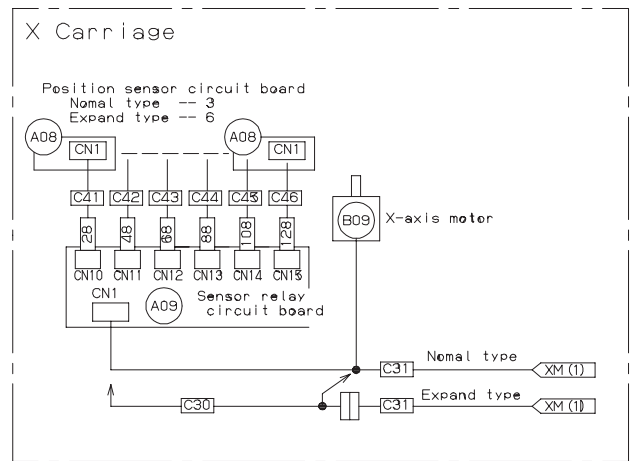 X Carriage
Position sensor circuit board
Nomal type -- 3
Expand type -- 6
A08
CN1
A08
CN1
C41
C42
C43
C44
C45
C46
28
48
68
88
108
128
CN10
CN11
CN12
CN13
CN14
CN15
B09
X-axis motor
CN1
A09
Sensor relay
circuit board
Nomal type
C31
XM (1)
Expand type
C30
C31
XM (1)